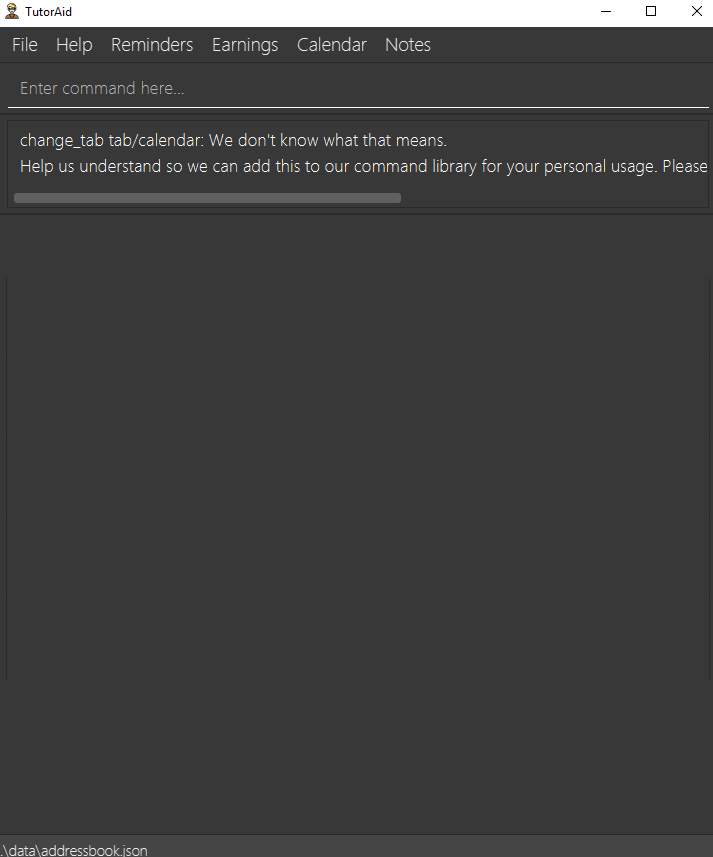 TutorAid
File Help Reminders Earnings Calendar Notes
Enter command here...
change_tab tab/calendar: We don't know what that means.
Help us understand so we can add this to our command library for your personal usage. Please
.\data\addressbook.json